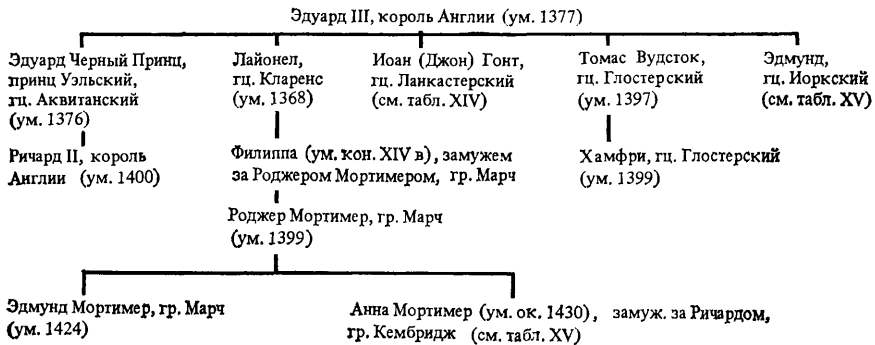 Эдуард III, король Англии (ум. 1377)
Эдуард Черный Принц,
принц Уэльский,
гц. Аквитанский
(ум. 1376)
Лайонел,
гц. Кларенс
(ум. 1368)
Иоан (Джон) Гонт,
гц. Ланкастерский
(см. табл. XIV)
Томас Вудсток,
гц. Глостерский
(ум. 1397)
Эдмунд,
гц. Йоркский
(см. табл. XV)
Ричард II, король
Англии (ум. 1400)
Филиппа (ум. кон. XIV в), замужем
за Роджером Мортимером, гр. Марч
Хамфри, гц. Глостерский
(ум. 1399)
Роджер Мортимер, гр. Марч
(ум. 1399)
Эдмунд Мортимер, гр. Марч
(ум. 1424)
Анна Мортимер (ум. ок. 1430), замуж. за Ричардом,
гр. Кембридж (см. табл. XV)